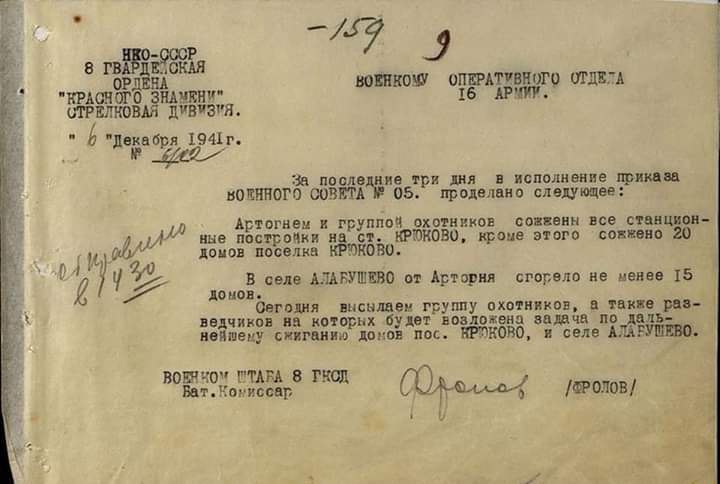 -159 9
НКО-СССР
8 ГВАРДЕЙСКАЯ
ОРДЕНА
"КРАСНОГО ЗНАМЕНИ"
СТРЕЛКОВАЯ ДИВИЗИЯ.
" 6 "Декабря 1941г.
№
ВОЕНКОМУ ОПЕРАТИВНОГО ОТДЕЛА
16 АРМИИ.
За последние три дня в исполнение приказа
ВОЕННОГО СОВЕТА № 05. проделано следующее:
Артогнем и группой охотников сожжены все станцион-
ные постройки на ст. КРЮКОВО, кроме этого сожжено 20
домов поселка КРЮКОВО.
В селе АЛАБУШЕВО от Арторня сгорело не менее 15
домов.
Сегодня высылаем группу охотников, а также раз-
ведчиков на которых будет возложена задача по даль-
нейшему сжиганию домов пос. КРЮКОВО, и селе АЛАБУШЕВО.
отправлено
в 14 30
ВОЕНКОМ ШТАБА 8 ГКСД
Бат.Комиссар
Фролов
/ФРОЛОВ/